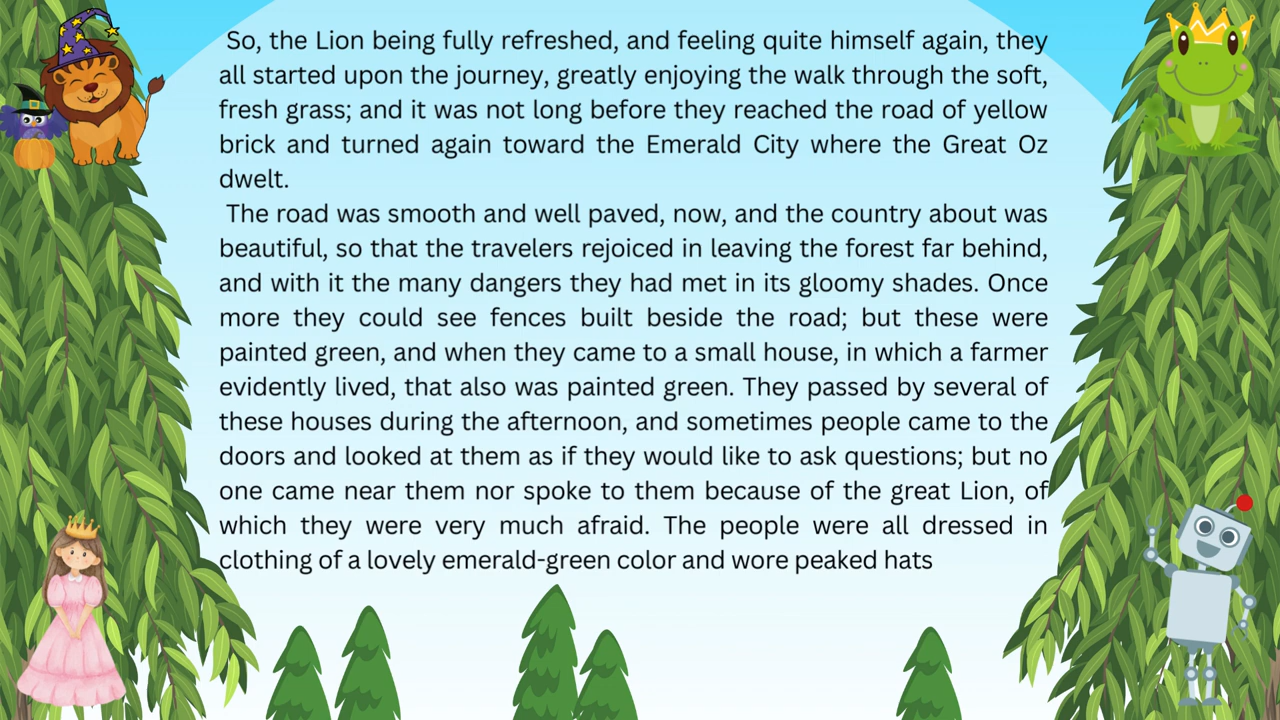 So, the Lion being fully refreshed, and feeling quite himself again, they
all started upon the journey, greatly enjoying the walk through the soft,
fresh grass; and it was not long before they reached the road of yellow
brick and turned again toward the Emerald City where the Great Oz
dwelt.
The road was smooth and well paved, now, and the country about was
beautiful, so that the travelers rejoiced in leaving the forest far behind,
and with it the many dangers they had met in its gloomy shades. Once
more they could see fences built beside the road; but these were
painted green, and when they came to a small house, in which a farmer
evidently lived, that also was painted green. They passed by several of
these houses during the afternoon, and sometimes people came to the
doors and looked at them as if they would like to ask questions; but no
one came near them nor spoke to them because of the great Lion, of
which they were very much afraid. The people were all dressed in
clothing of a lovely emerald-green color and wore peaked hats